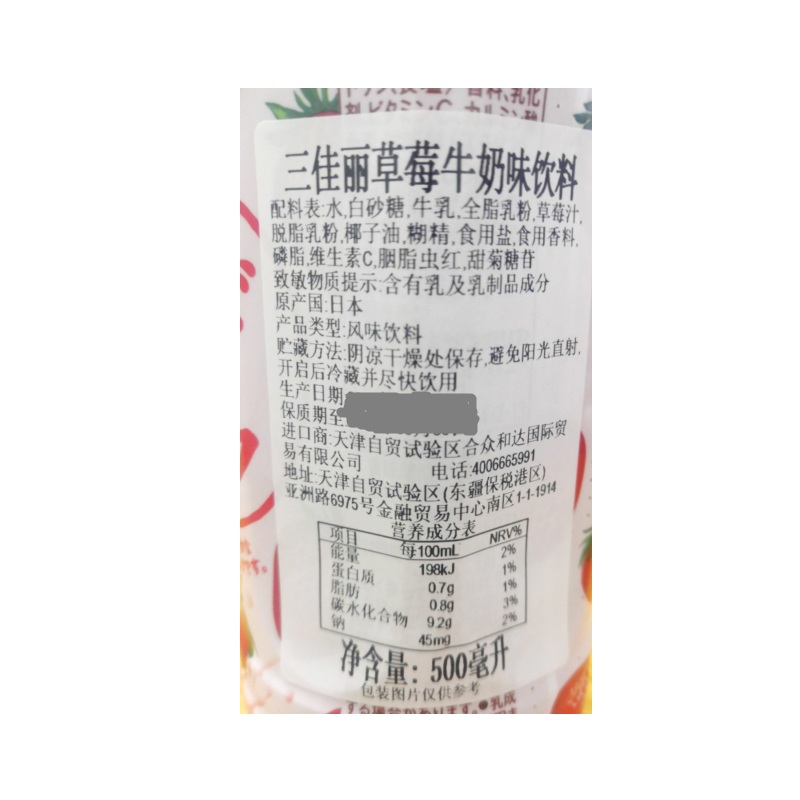 剤、ビタミンC、カルミン酸
三佳丽草莓牛奶味饮料
配料表:水,白砂糖,牛乳,全脂乳粉,草莓汁,
脱脂乳粉,椰子油,糊精,食用盐,食用香料,
磷脂,维生素C,胭脂虫红,甜菊糖苷
致敏物质提示:含有乳及乳制品成分
原产国:日本
产品类型:风味饮料
贮藏方法:阴凉干燥处保存,避免阳光直射,
开启后冷藏并尽快饮用
生产日期
保质期至
进口商:天津自贸试验区合众和达国际贸
易有限公司 电话:4006665991
地址:天津自贸试验区(东疆保税港区)
亚洲路6975号金融贸易中心南区1-1-1914
营养成分表
项目 每100mL NRV%
能量 198kJ 2%
蛋白质 0.7g 1%
脂肪 0.8g 1%
碳水化合物 9.2g 3%
钠 45mg 2%
净含量: 500毫升
包装图片仅供参考